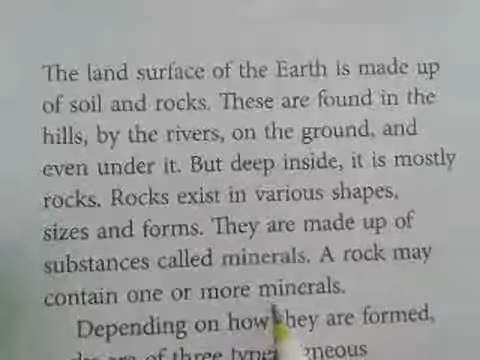 The land surface of the Earth is made up
of soil and rocks. These are found in the
hills, by the rivers, on the ground, and
even under it. But deep inside, it is mostly
rocks. Rocks exist in various shapes,
sizes and forms. They are made up of
substances called minerals. A rock may
contain one or more minerals.
Depending on how they are formed,
are of three